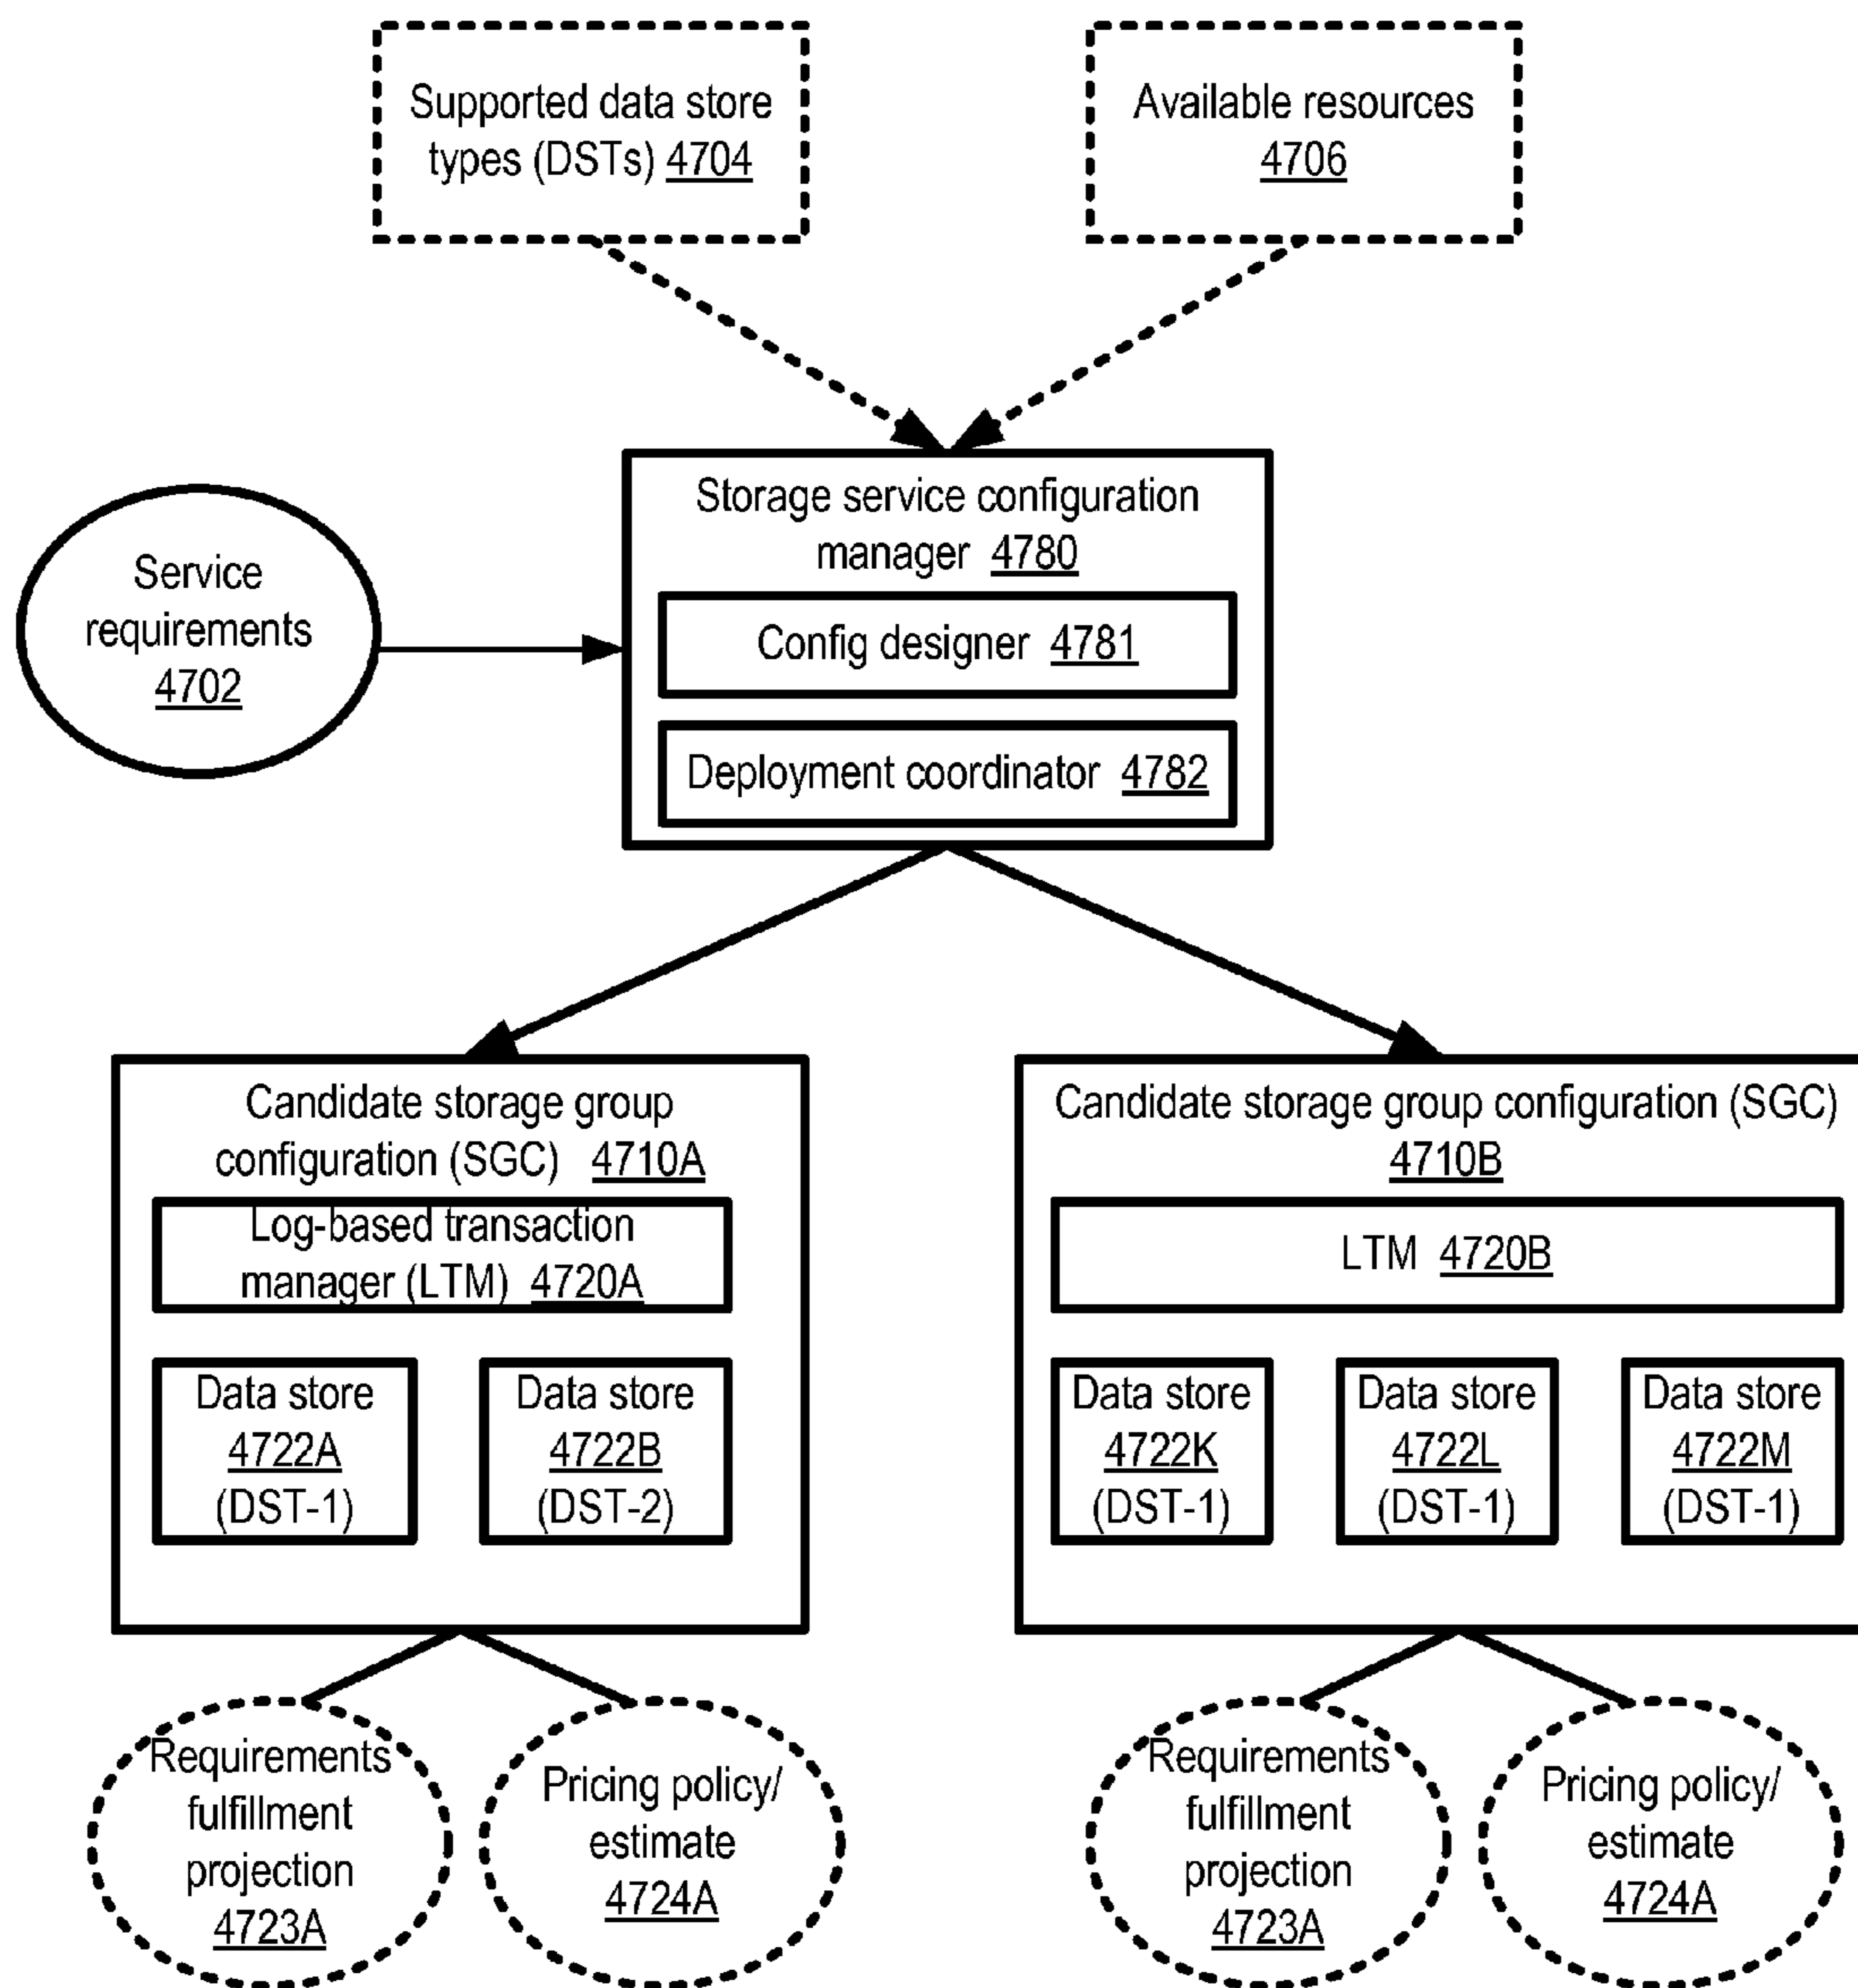 Supported data store
types (DSTs) 4704
Available resources
4706
Service
requirements
4702
Storage service configuration
manager 4780
Config designer 4781
Deployment coordinator 4782
Candidate storage group
configuration (SGC) 4710A
Log-based transaction
manager (LTM) 4720A
Data store
4722A
(DST-1)
Data store
4722B
(DST-2)
Candidate storage group configuration (SGC)
4710B
LTM 4720B
Data store
4722K
(DST-1)
Data store
4722L
(DST-1)
Data store
4722M
(DST-1)
Requirements
fulfillment
projection
4723A
Pricing policy/
estimate
4724A
Requirements
fulfillment
projection
4723A
Pricing policy/
estimate
4724A